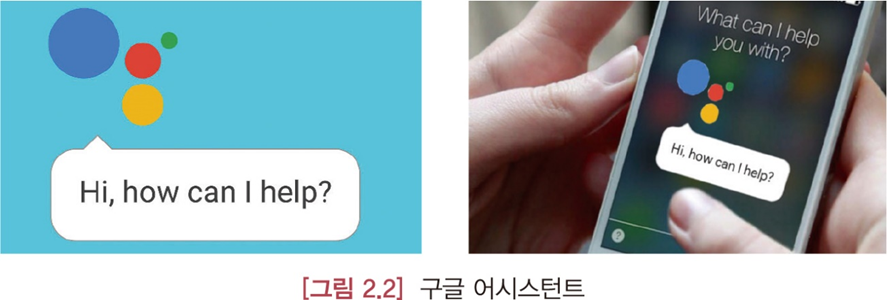 Hi, how can I help?
What can I help
you with?
Hi, how can I help?
?
[그림 2.2] 구글 어시스턴트